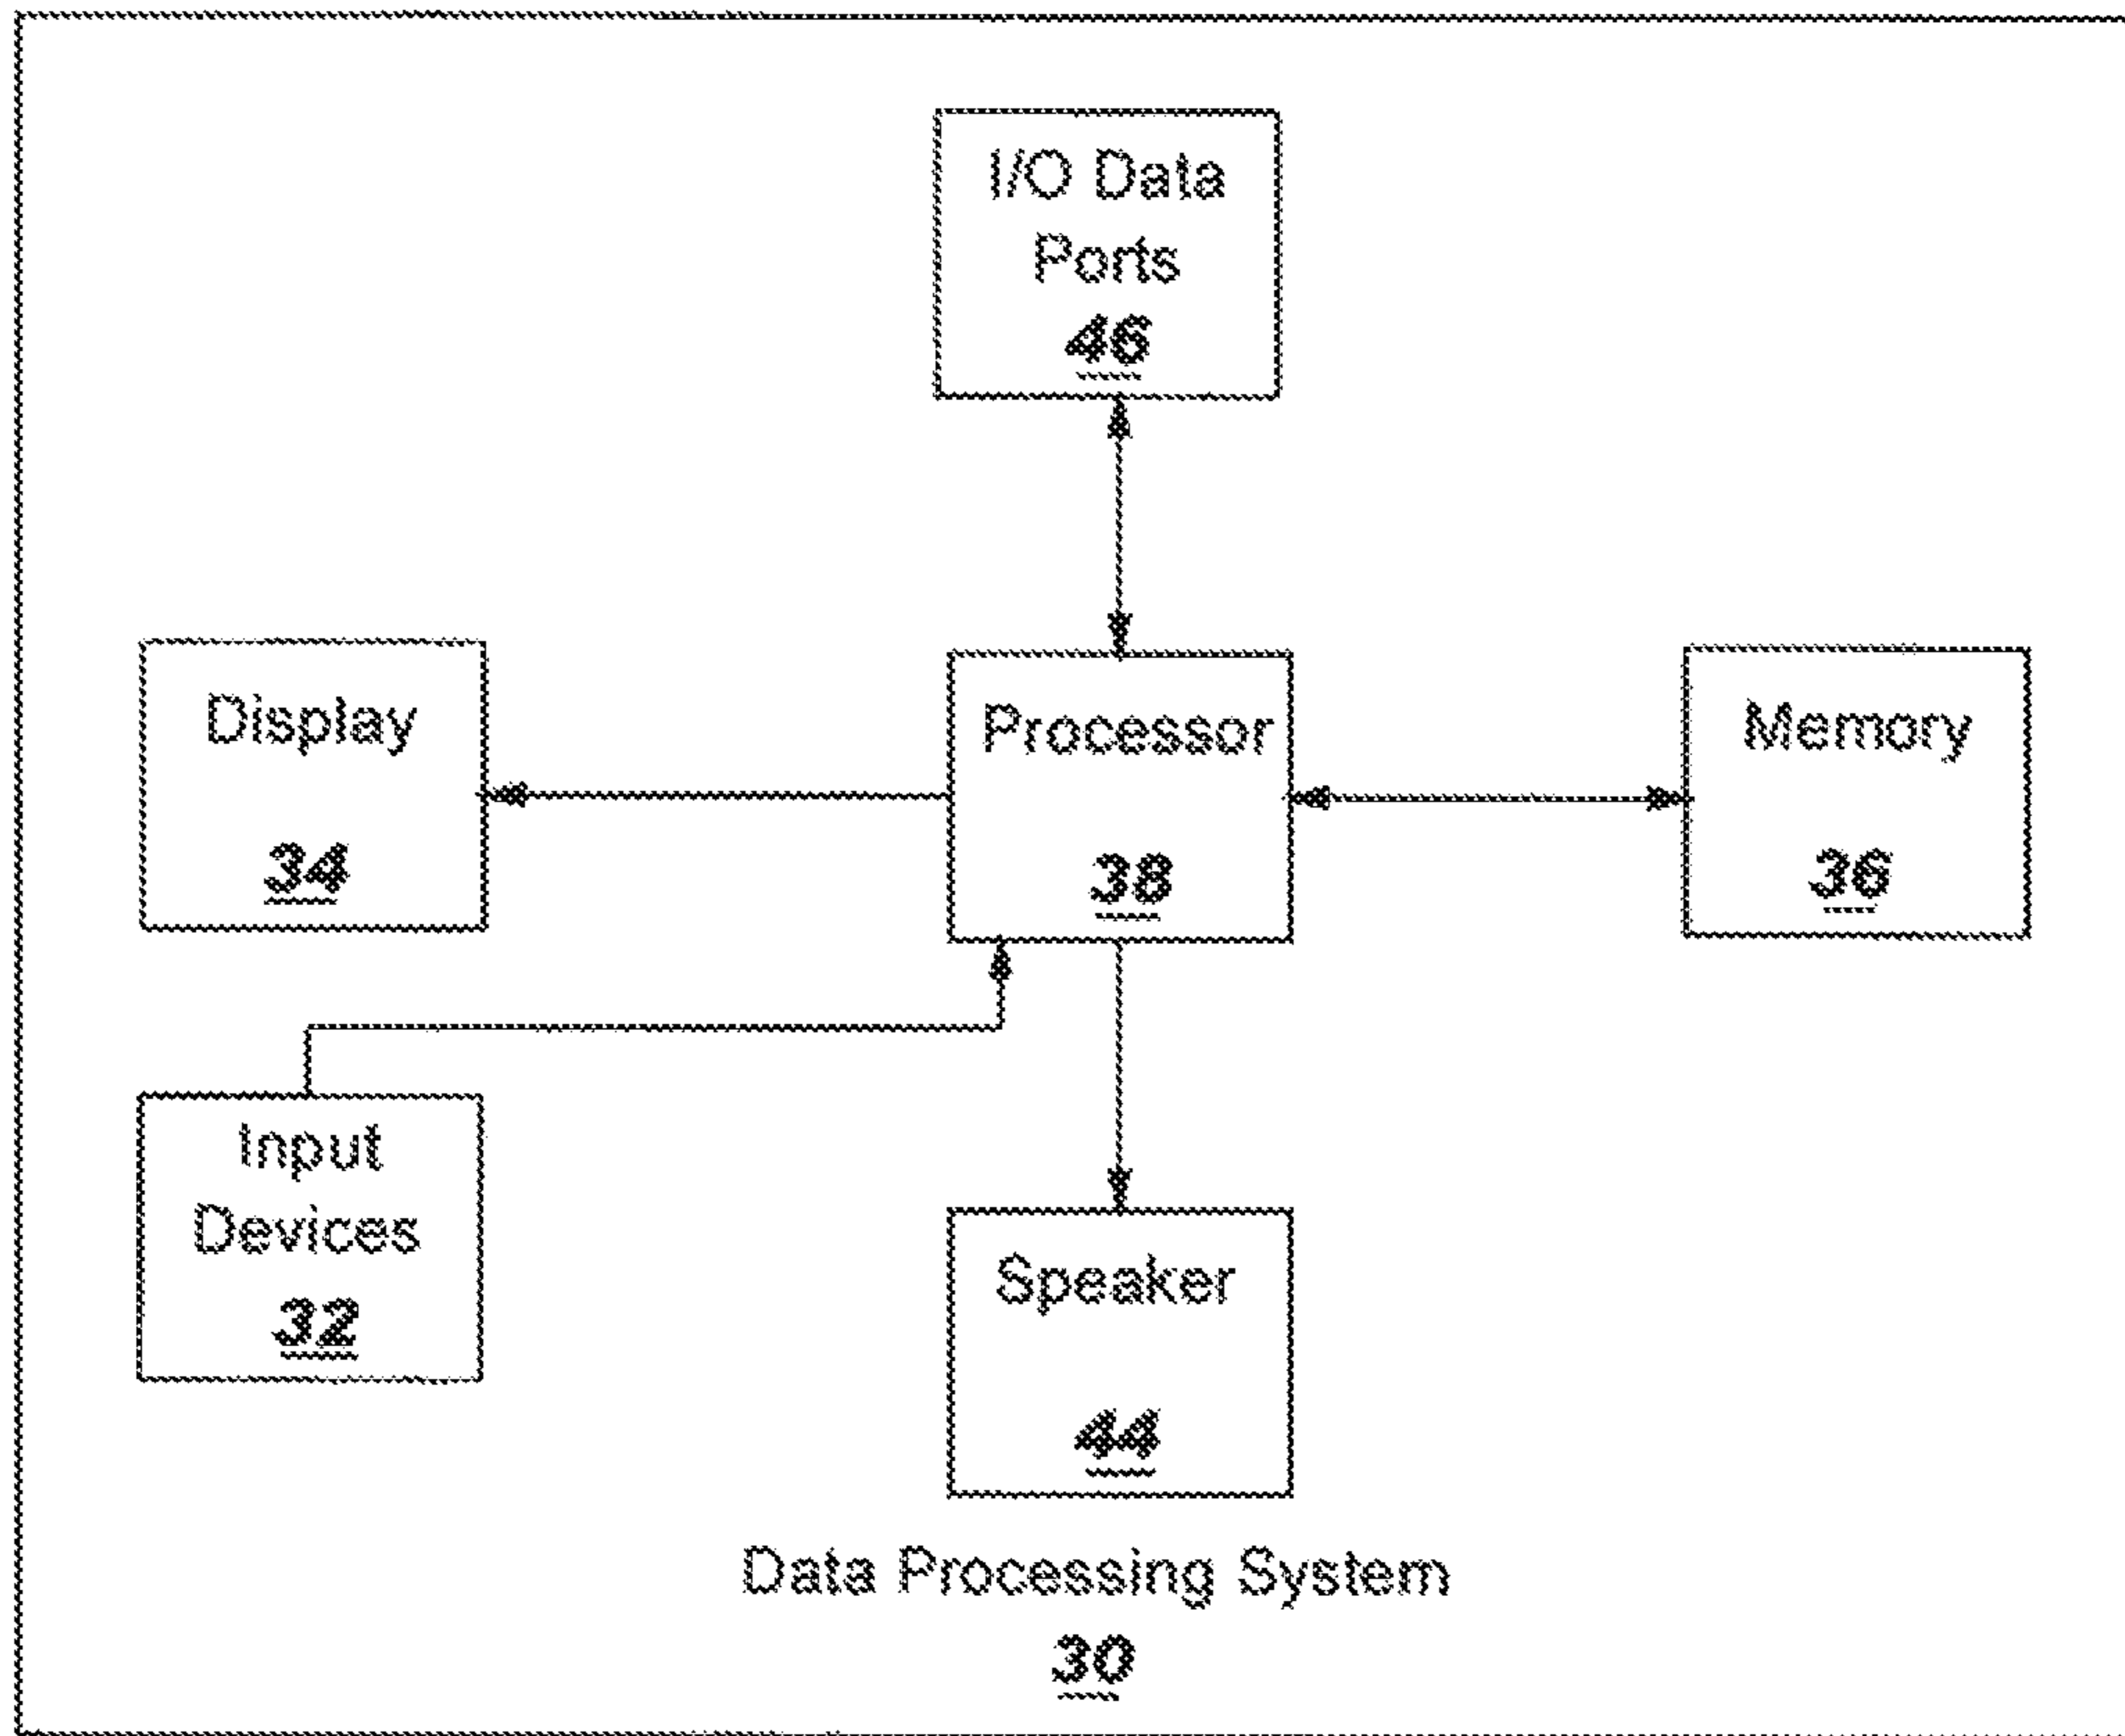 I/O Data
Ports
46
Display
34
Processor
38
Memory
36
Input
Devices
32
Speaker
44
Data Processing System
30